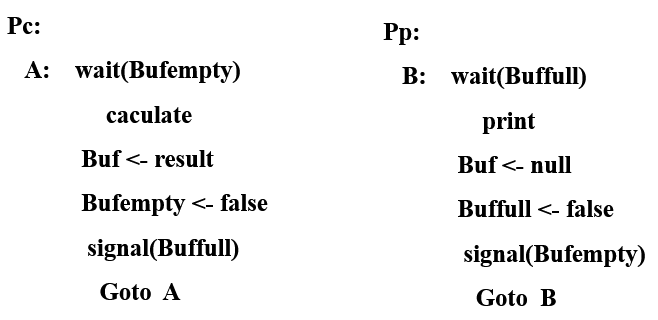 Pc:
A: wait(Bufempty)
caculate
Buf <- result
Bufempty <- false
signal(Buffull)
Goto A
Pp:
B: wait(Buffull)
print
Buf <- null
Buffull <- false
signal(Bufempty)
Goto B